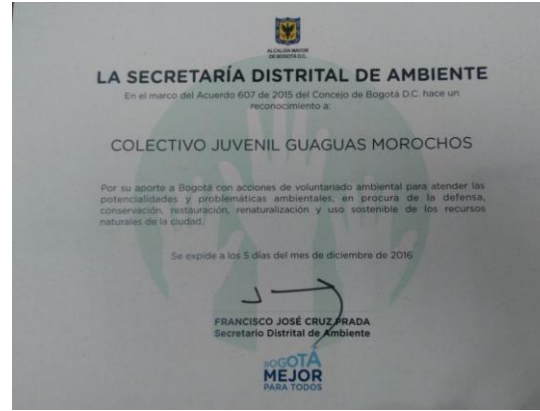 ALCALDÍA MAYOR
DE BOGOTÁ D.C.
LA SECRETARÍA DISTRITAL DE AMBIENTE
En el marco del Acuerdo 607 de 2015 del Concejo de Bogotá D.C. hace un
reconocimiento a:
COLECTIVO JUVENIL GUAGUAS MOROCHOS
Por su aporte a Bogotá con acciones de voluntariado ambiental para atender las
potencialidades y problemáticas ambientales, en procura de la defensa,
conservación, restauración, renaturalización y uso sostenible de los recursos
naturales de la ciudad.
Se expide a los 5 días del mes de diciembre de 2016
FRANCISCO JOSÉ CRUZ PRADA
Secretario Distrital de Ambiente
BOGOTÁ
MEJOR
PARA TODOS